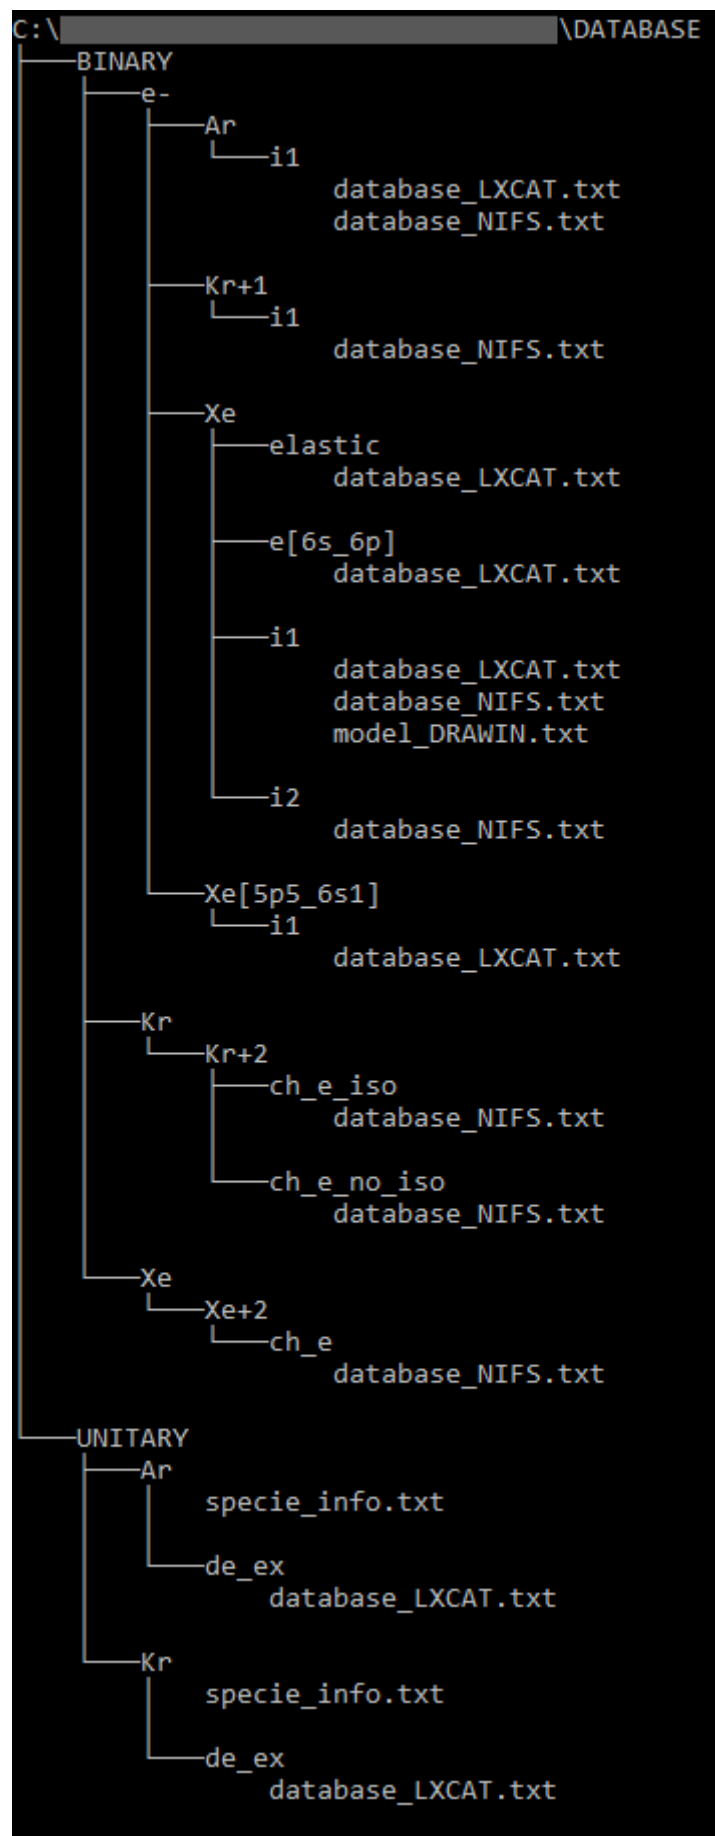 C:\ \DATABASE
BINARY
e-
Ar
i1
database_LXCAT.txt
database_NIFS.txt
Kr+1
i1
database_NIFS.txt
Xe
elastic
database_LXCAT.txt
e[6s_6p]
database_LXCAT.txt
i1
database_LXCAT.txt
database_NIFS.txt
model_DRAWIN.txt
i2
database_NIFS.txt
Xe[5p5_6s1]
i1
database_LXCAT.txt
Kr
Kr+2
ch_e_iso
database_NIFS.txt
ch_e_no_iso
database_NIFS.txt
Xe
Xe+2
ch_e
database_NIFS.txt
UNITARY
Ar
specie_info.txt
de_ex
database_LXCAT.txt
Kr
specie_info.txt
de_ex
database_LXCAT.txt